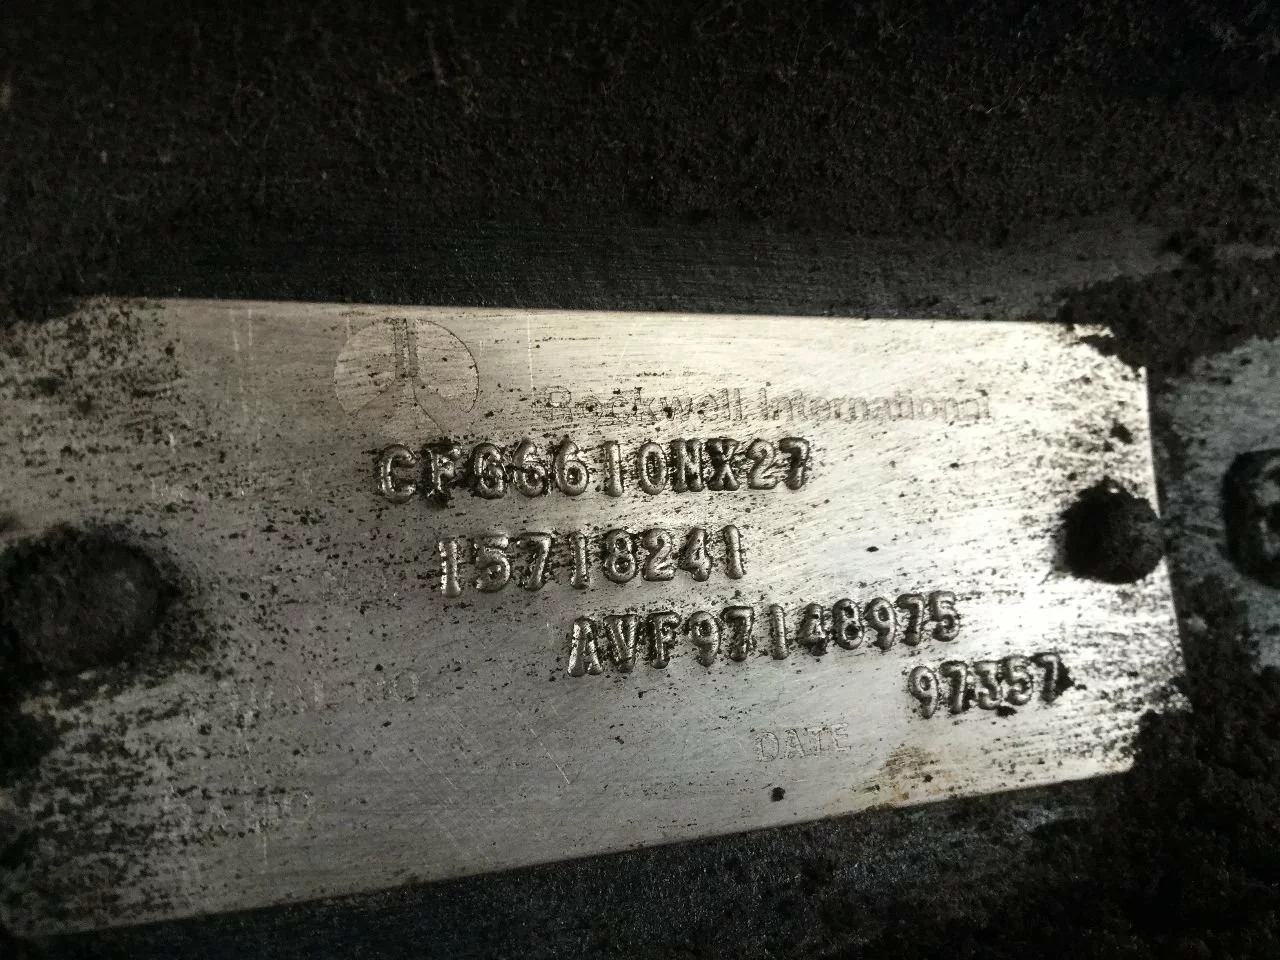 Rockwell International
CFG6610NX27
15718241
AVF97148975
97357
DATE